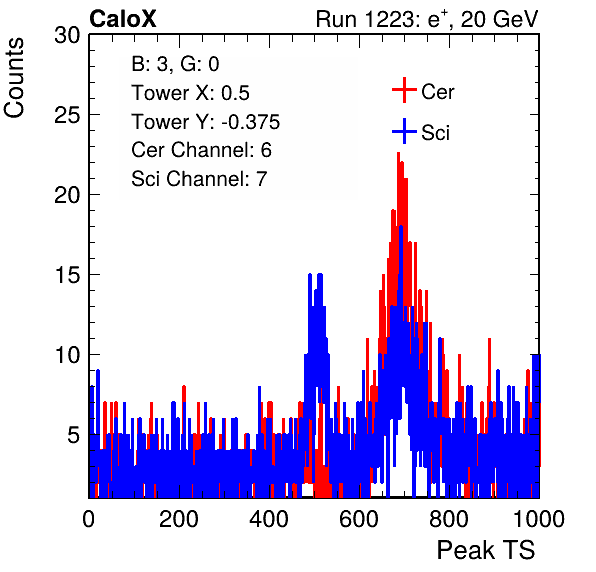 CaloX Run 1223: e⁺, 20 GeV
Counts
30
25
20
15
10
5
B: 3, G: 0
Tower X: 0.5
Tower Y: -0.375
Cer Channel: 6
Sci Channel: 7
Cer
Sci
0 200 400 600 800 1000
Peak TS